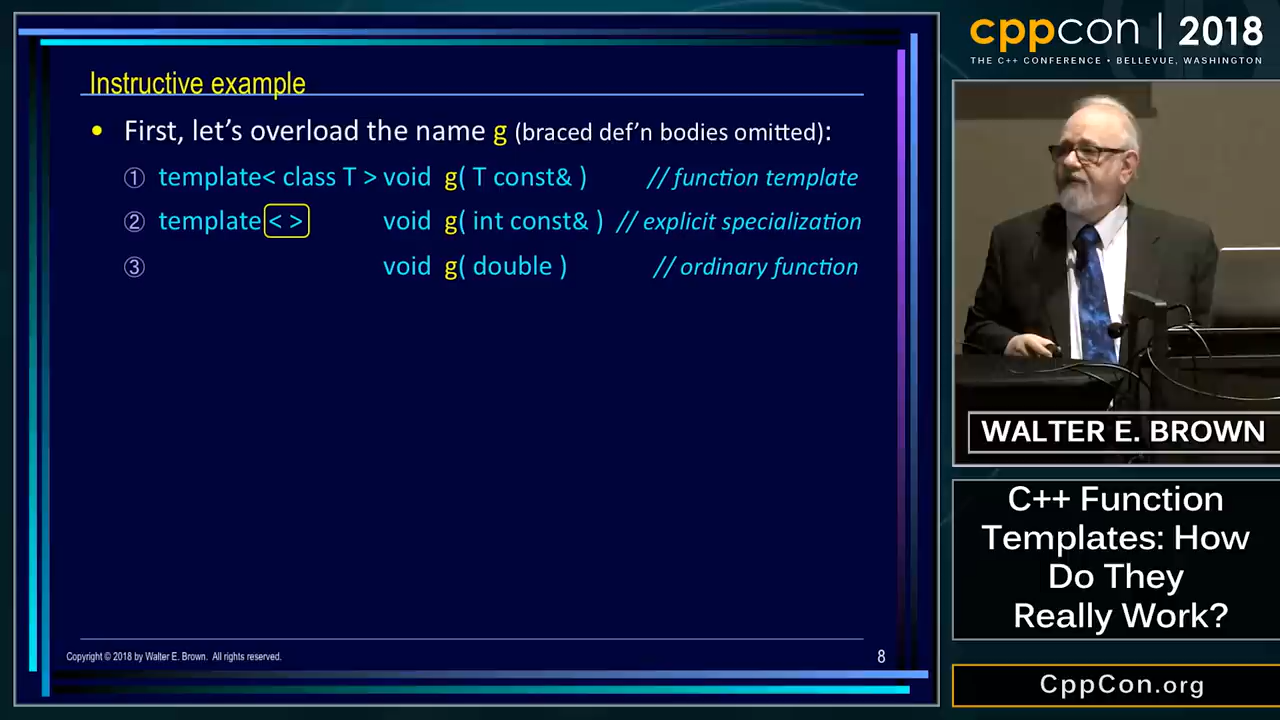 Instructive example
• First, let's overload the name g (braced def'n bodies omitted):
① template< class T > void g( T const& ) // function template
② template < > void g( int const& ) // explicit specialization
③ void g( double ) // ordinary function
Copyright © 2018 by Walter E. Brown. All rights reserved.
8
cppcon | 2018
THE C++ CONFERENCE • BELLEVUE, WASHINGTON
WALTER E. BROWN
C++ Function
Templates: How
Do They
Really Work?
CppCon.org